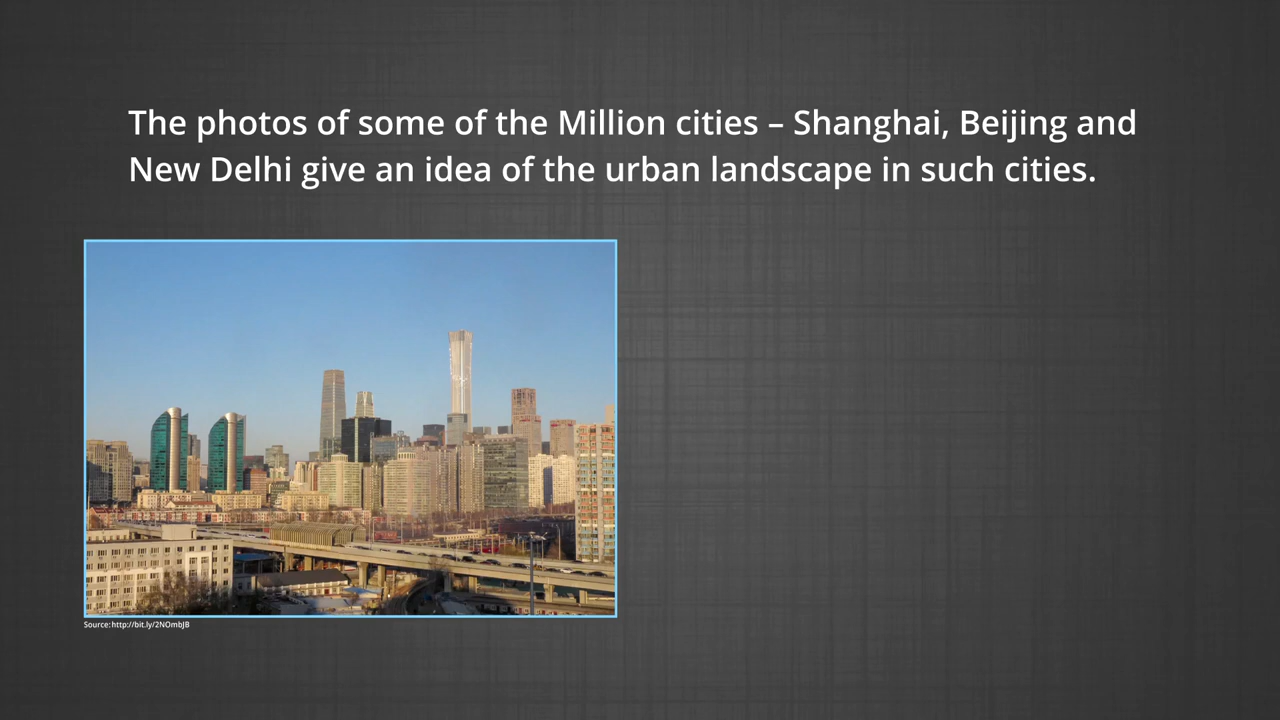 The photos of some of the Million cities – Shanghai, Beijing and
New Delhi give an idea of the urban landscape in such cities.
Source:http://bit.ly/2NOmbJB